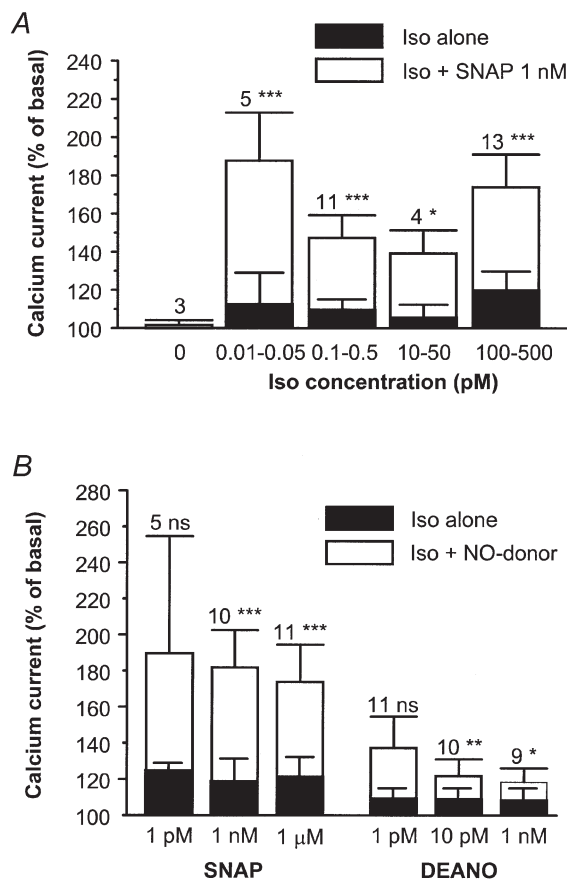 A
Iso alone
Iso + SNAP 1 nM
Calcium current (% of basal)
240
220
200
180
160
140
120
100
3
5 ***
11 ***
4 *
13 ***
0 0.01-0.05 0.1-0.5 10-50 100-500
Iso concentration (pM)
B
Iso alone
Iso + NO-donor
Calcium current (% of basal)
280
260
240
220
200
180
160
140
120
100
5 ns
10 ***
11 ***
11 ns
10 **
9 *
1 pM 1 nM 1 μM 1 pM 10 pM 1 nM
SNAP DEANO